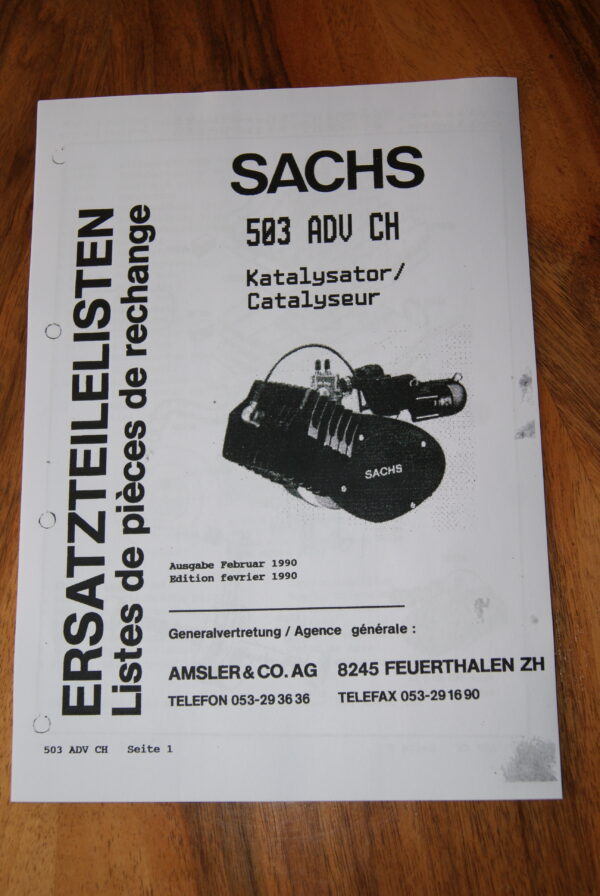 ERSATZTEILELISTEN
Listes de pièces de rechange
SACHS
503 ADV CH
Katalysator/
Catalyseur
SACHS
Ausgabe Februar 1990
Edition fevrier 1990
Generalvertretung / Agence générale :
AMSLER & CO. AG 8245 FEUERTHALEN ZH
TELEFON 053-29 36 36 TELEFAX 053-29 16 90
503 ADV CH Seite 1